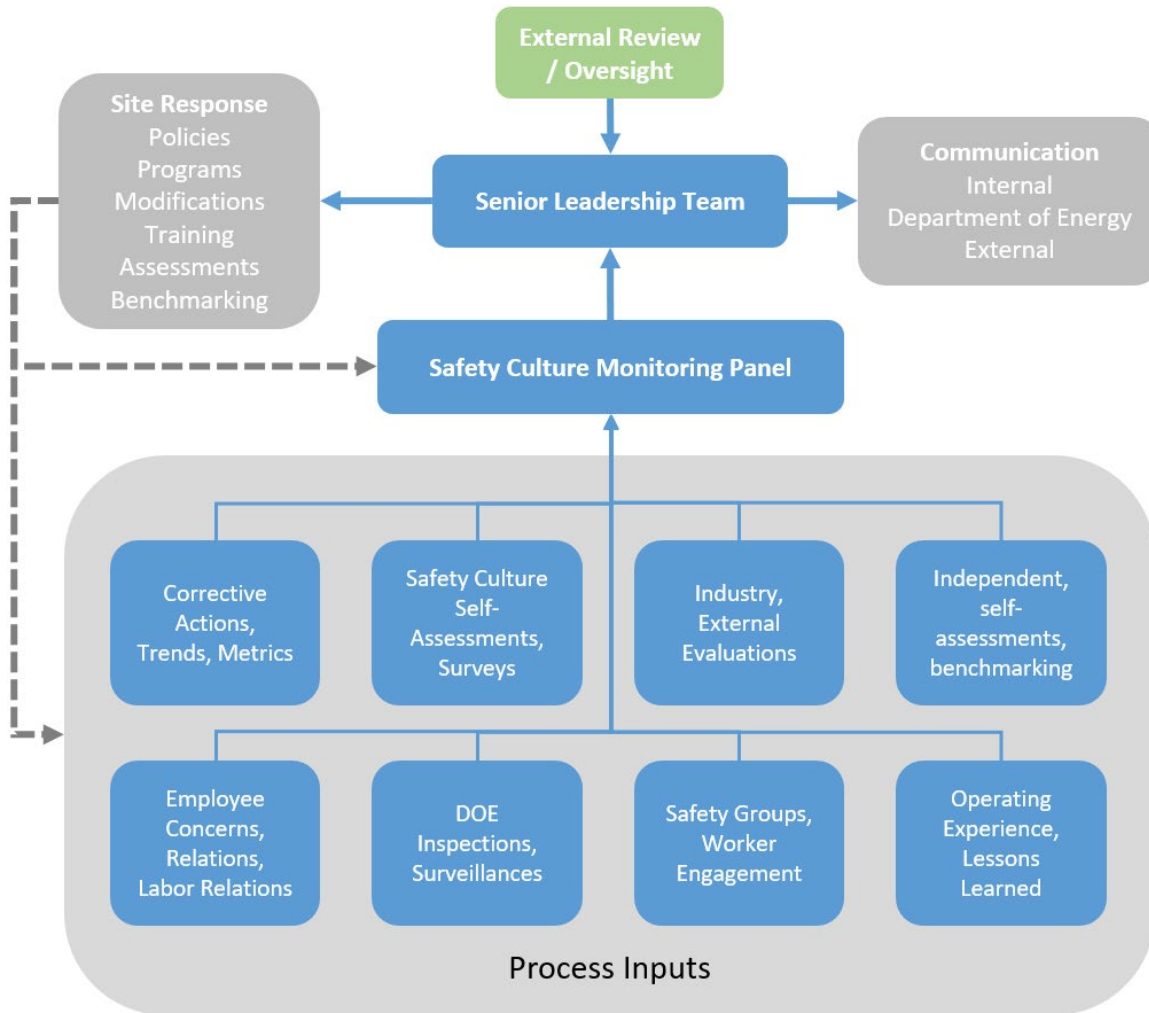 External Review
/ Oversight
Site Response
Policies
Programs
Modifications
Training
Assessments
Benchmarking
Senior Leadership Team
Communication
Internal
Department of Energy
External
Safety Culture Monitoring Panel
Corrective
Actions,
Trends, Metrics
Safety Culture
Self-
Assessments,
Surveys
Industry,
External
Evaluations
Independent,
self-
assessments,
benchmarking
Employee
Concerns,
Relations,
Labor Relations
DOE
Inspections,
Surveillances
Safety Groups,
Worker
Engagement
Operating
Experience,
Lessons
Learned
Process Inputs